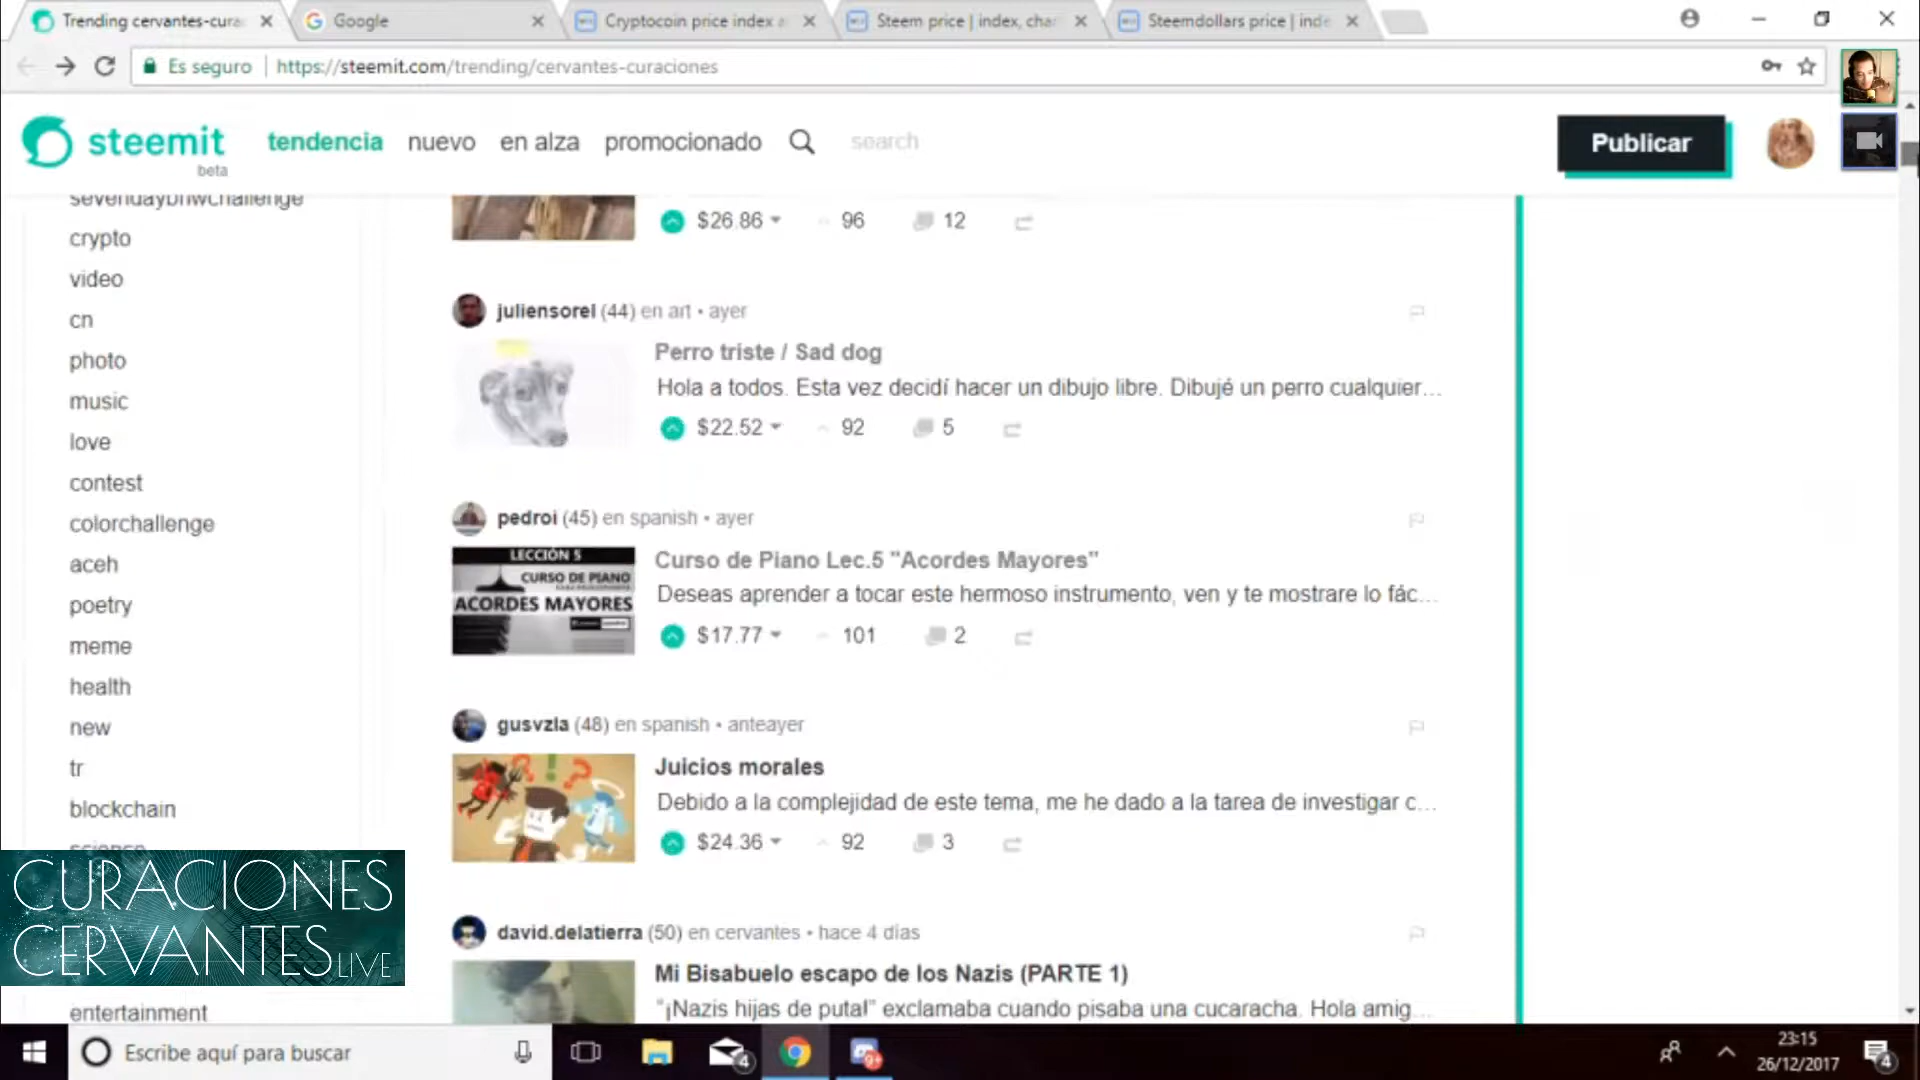 Trending cervantes-cura
Google
Cryptocoin price index a
Steem price | index, cha
Steemdollars price | inde
Es seguro
https://steemit.com/trending/cervantes-curaciones
steemit
beta
tendencia
nuevo
en alza
promocionado
search
Publicar
sevendaybnwchallenge
crypto
video
cn
photo
music
love
contest
colorchallenge
aceh
poetry
meme
health
new
tr
blockchain
science
entertainment
$26.86
96
12
juliensorel (44) en art • ayer
Perro triste / Sad dog
Hola a todos. Esta vez decidí hacer un dibujo libre. Dibujé un perro cualquier...
$22.52
92
5
pedroi (45) en spanish • ayer
LECCIÓN 5
CURSO DE PIANO
ACORDES MAYORES
Curso de Piano Lec.5 "Acordes Mayores"
Deseas aprender a tocar este hermoso instrumento, ven y te mostrare lo fác...
$17.77
101
2
gusvzla (48) en spanish • anteayer
Juicios morales
Debido a la complejidad de este tema, me he dado a la tarea de investigar c...
$24.36
92
3
david.delatierra (50) en cervantes • hace 4 días
Mi Bisabuelo escapo de los Nazis (PARTE 1)
"¡Nazis hijas de puta!" exclamaba cuando pisaba una cucaracha. Hola amig...
CURACIONES
CERVANTES LIVE
Escribe aquí para buscar
4
9+
23:15
26/12/2017
4